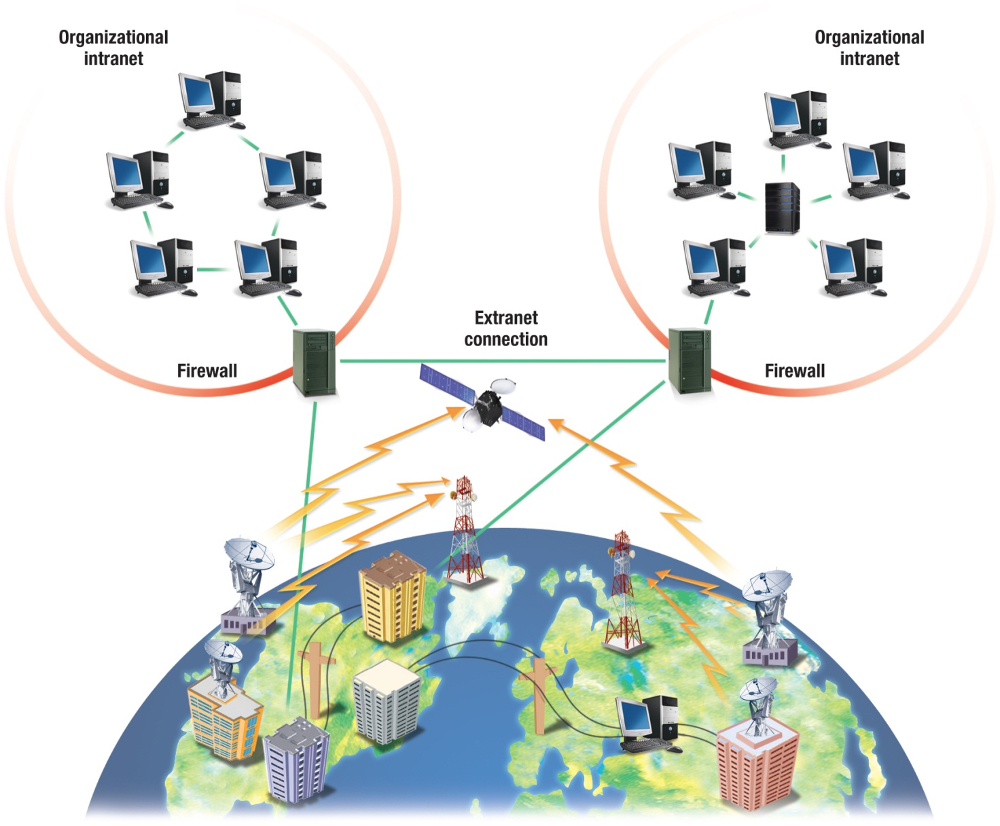 Organizational
intranet
Organizational
intranet
Extranet
connection
Firewall
Firewall